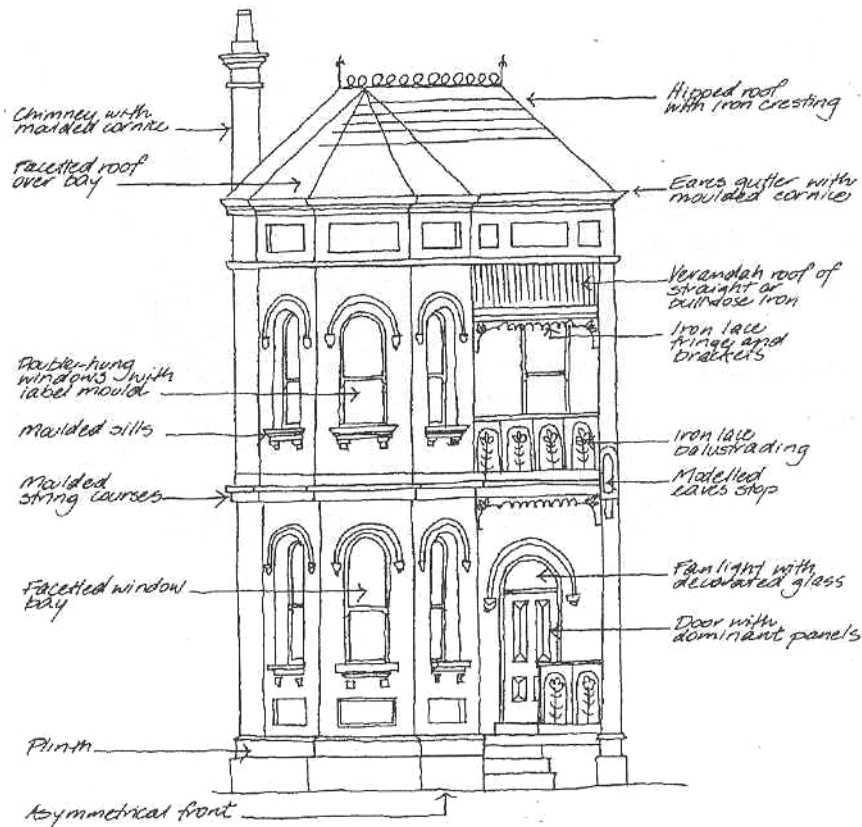 Chimney with
moulded cornice
Facetted roof
over bay
Double-hung
windows with
label mould
Moulded sills
Moulded
string courses
Facetted window
bay
Plinth
Asymmetrical front
Hipped roof
with iron cresting
Eaves gutter with
moulded cornices
Verandah roof of
straight or
bullnose iron
Iron lace
fringe and
brackets
Iron lace
balustrading
Modelled
eaves stop
Fanlight with
decorated glass
Door with
dominant panels